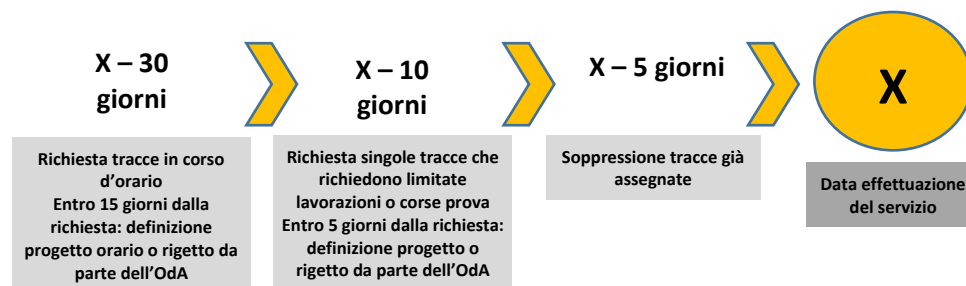 X – 30
giorni
Richiesta tracce in corso
d’orario
Entro 15 giorni dalla
richiesta: definizione
progetto orario o rigetto da
parte dell’OdA
X – 10
giorni
Richiesta singole tracce che
richiedono limitate
lavorazioni o corse prova
Entro 5 giorni dalla richiesta:
definizione progetto o
rigetto da parte dell’OdA
X – 5 giorni
Soppressione tracce già
assegnate
X
Data effettuazione
del servizio